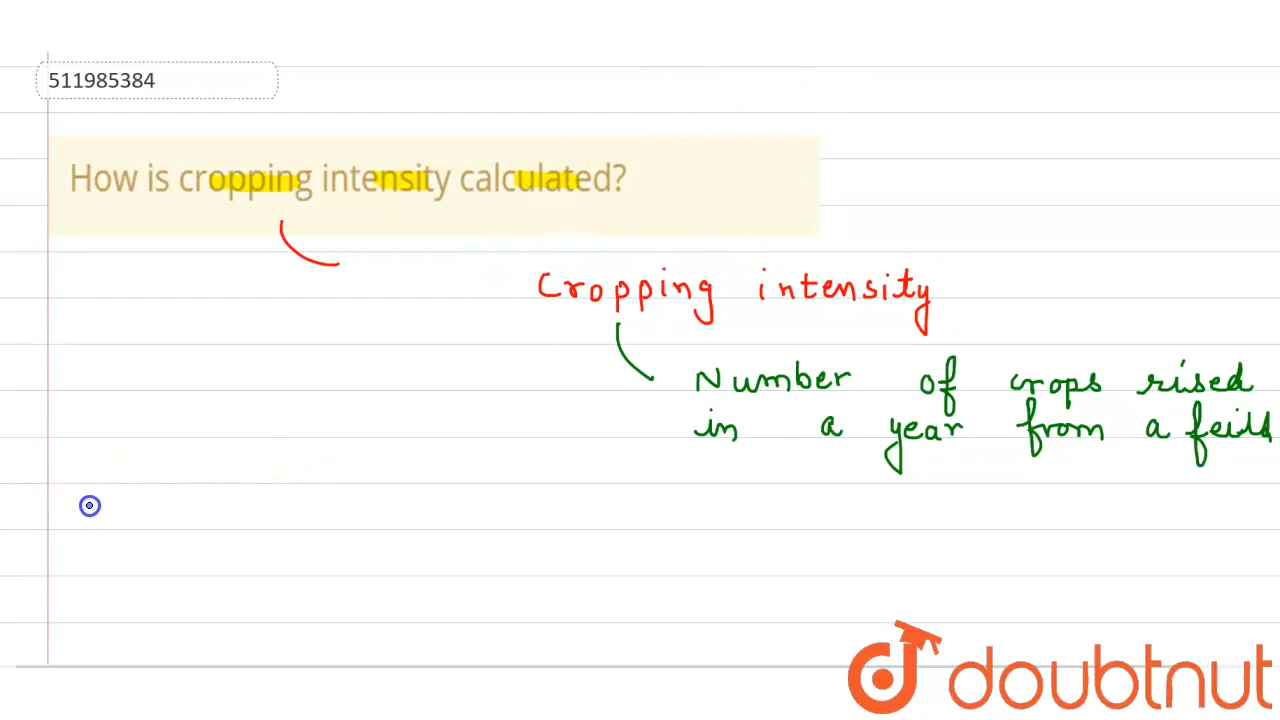 511985384
How is cropping intensity calculated?
Cropping intensity
Number of crops rised
in a year from a feild
doubtnut